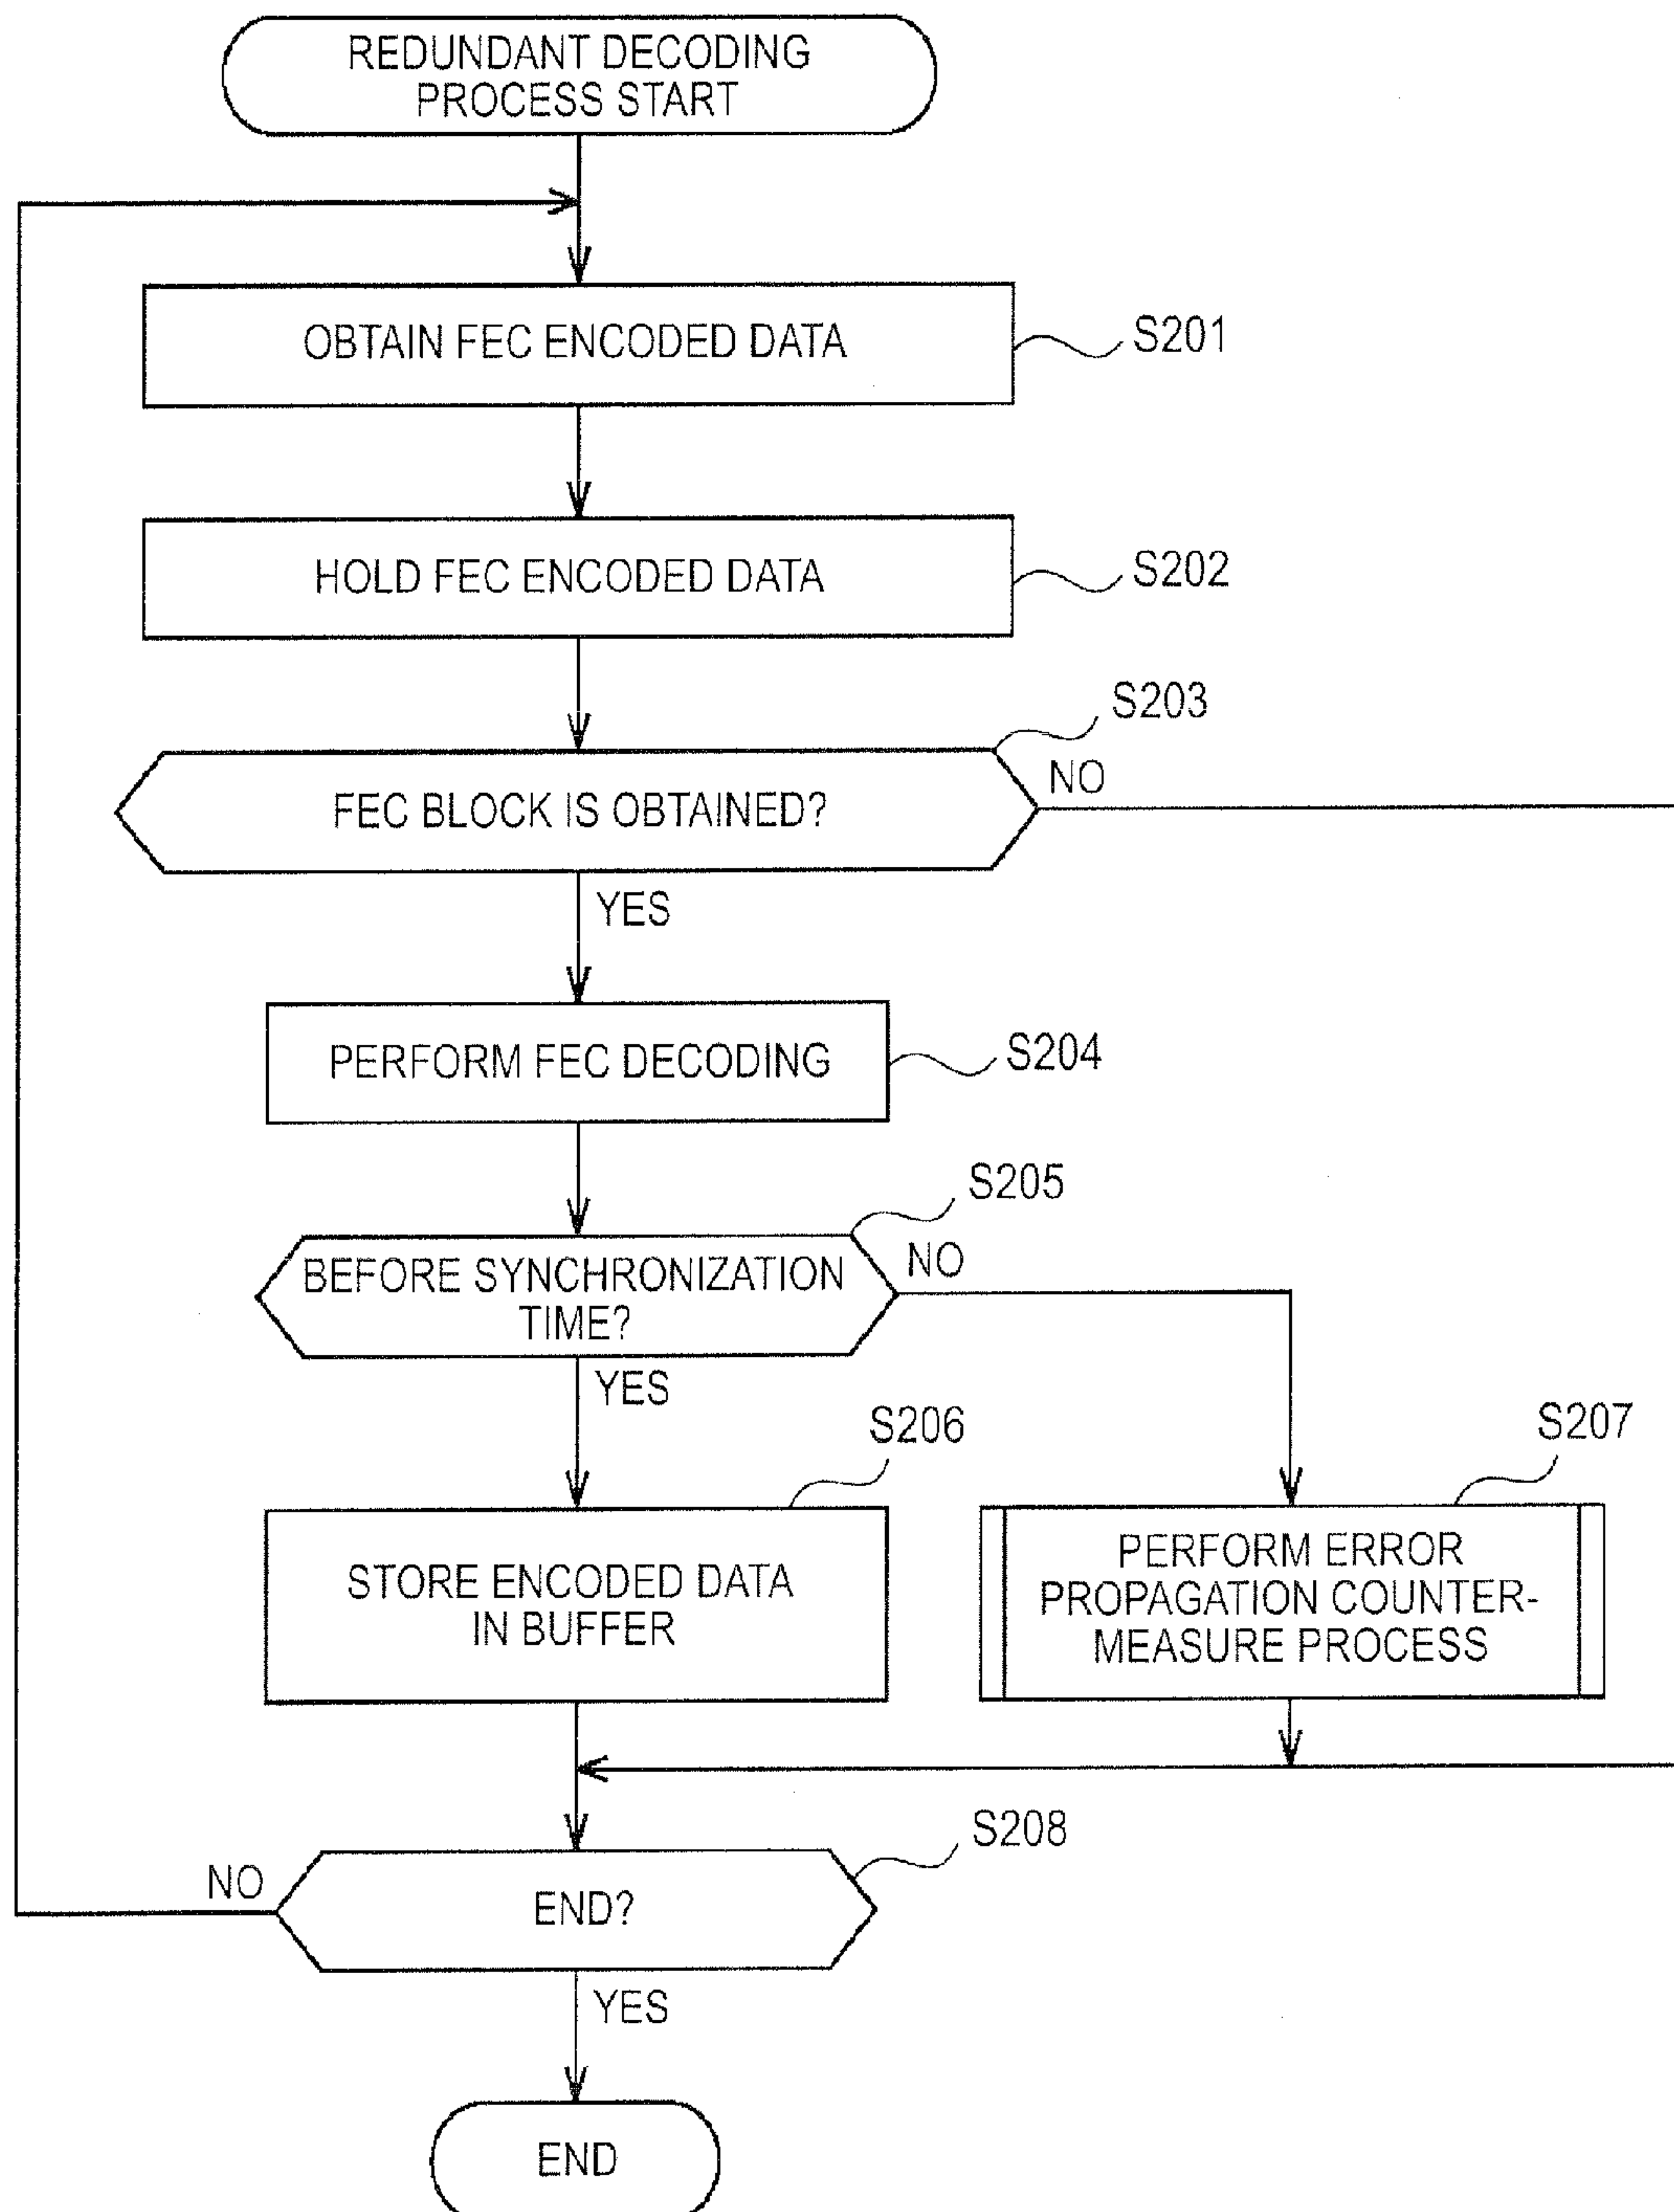 REDUNDANT DECODING
PROCESS START
OBTAIN FEC ENCODED DATA
S201
HOLD FEC ENCODED DATA
S202
S203
FEC BLOCK IS OBTAINED?
NO
YES
PERFORM FEC DECODING
S204
S205
BEFORE SYNCHRONIZATION
TIME?
NO
YES
S206
S207
STORE ENCODED DATA
IN BUFFER
PERFORM ERROR
PROPAGATION COUNTER-
MEASURE PROCESS
S208
NO
END?
YES
END